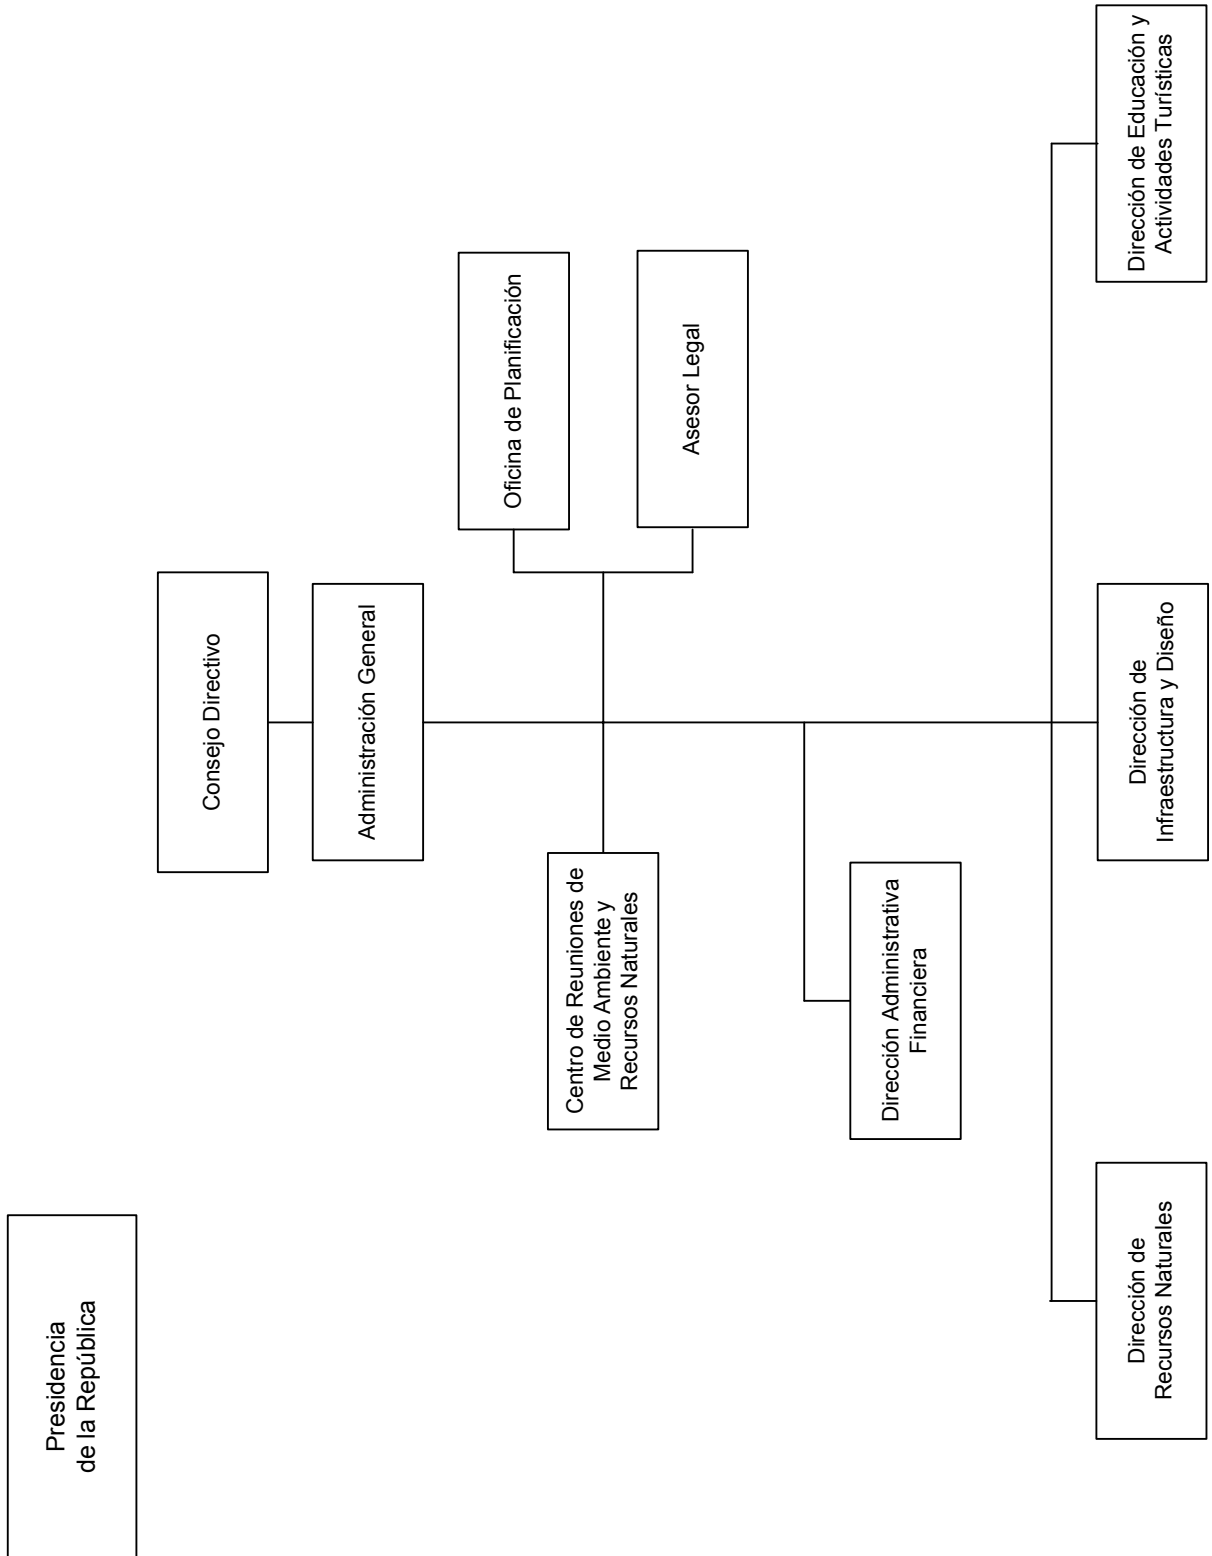 Presidencia
de la República
Consejo Directivo
Administración General
Centro de Reuniones de
Medio Ambiente y
Recursos Naturales
Oficina de Planificación
Asesor Legal
Dirección Administrativa
Financiera
Dirección de
Recursos Naturales
Dirección de
Infraestructura y Diseño
Dirección de Educación y
Actividades Turísticas